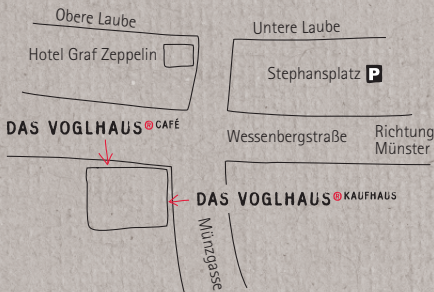 Obere Laube
Untere Laube
Hotel Graf Zeppelin
Stephansplatz P
DAS VOGLHAUS® CAFÉ
Wessenbergstraße
Richtung
Münster
DAS VOGLHAUS® KAUFHAUS
Münzgasse